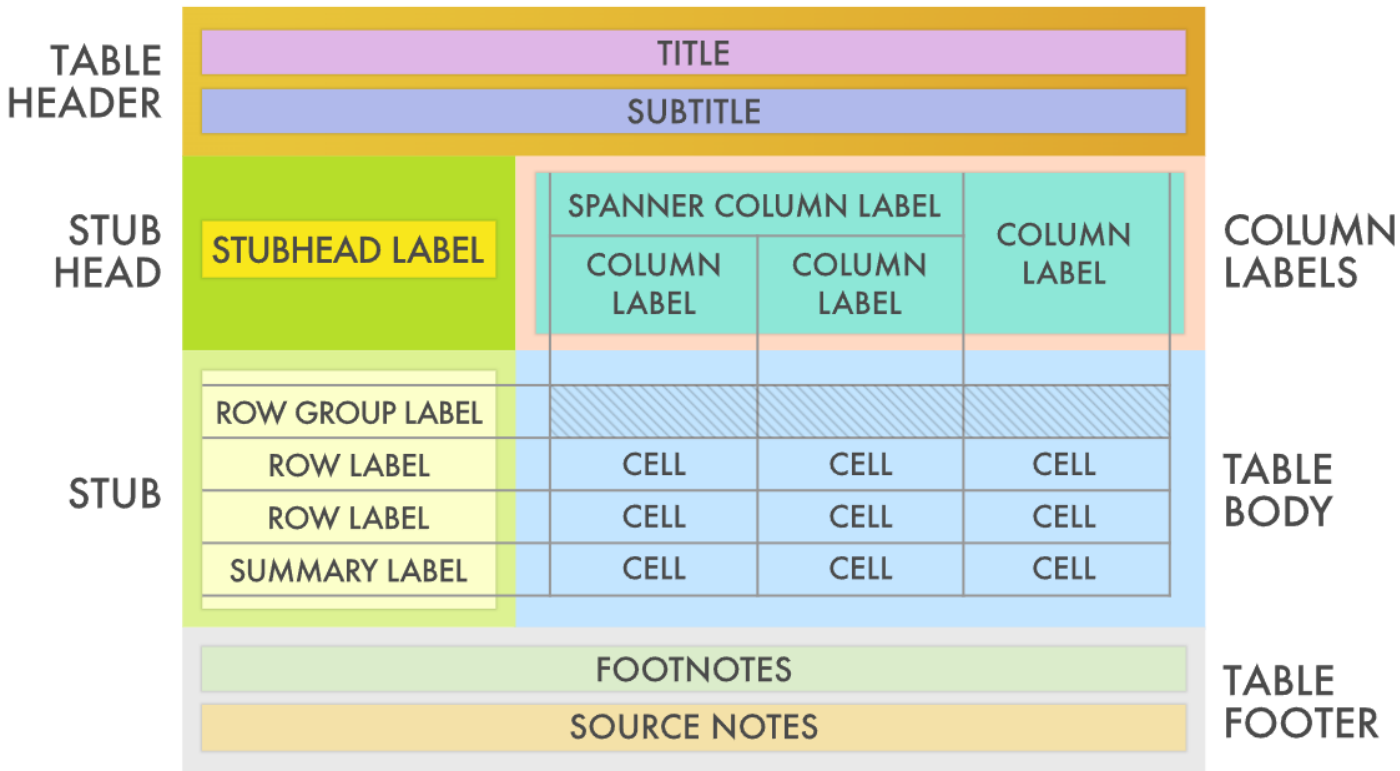 TABLE
HEADER
TITLE
SUBTITLE
STUB
HEAD
STUBHEAD LABEL
SPANNER COLUMN LABEL
COLUMN
LABEL
COLUMN
LABEL
COLUMN
LABEL
COLUMN
LABELS
STUB
ROW GROUP LABEL
ROW LABEL CELL CELL CELL
ROW LABEL CELL CELL CELL
SUMMARY LABEL CELL CELL CELL
TABLE
BODY
FOOTNOTES
SOURCE NOTES
TABLE
FOOTER